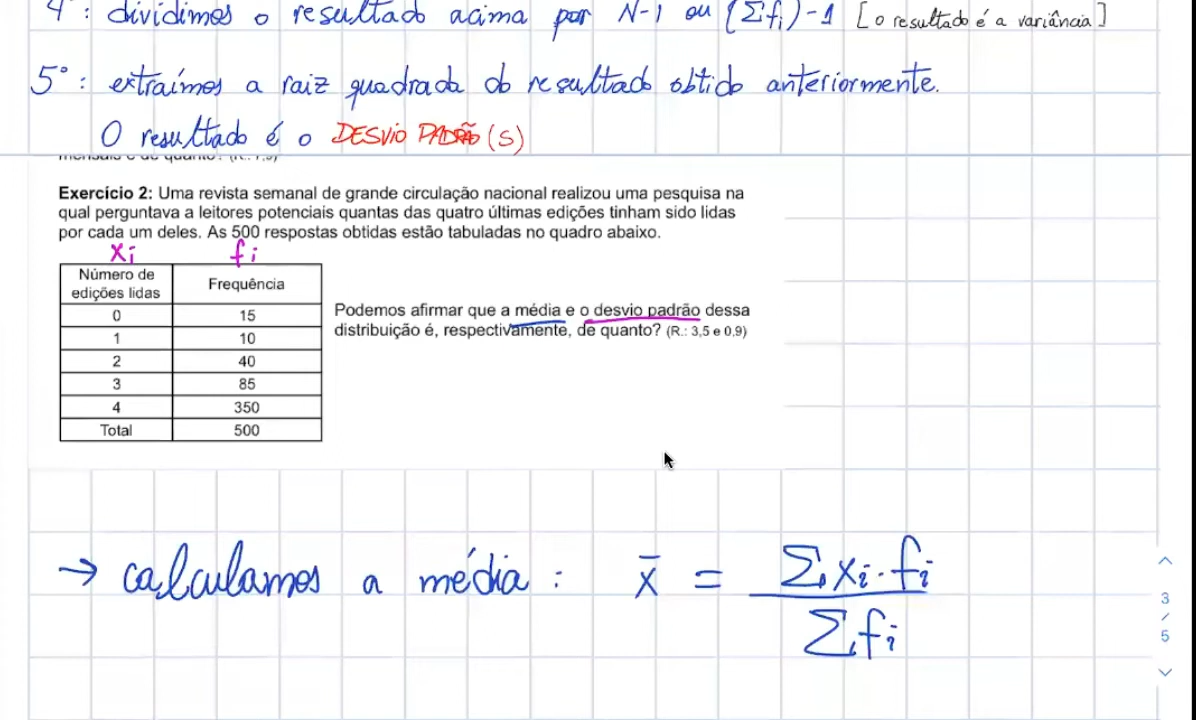 4°: dividimos o resultado acima por N-1 ou (Σfi)-1 [o resultado é a variância]
5°: extraímos a raiz quadrada do resultado obtido anteriormente.
O resultado é o DESVIO PADRÃO (S)
Exercício 2: Uma revista semanal de grande circulação nacional realizou uma pesquisa na
qual perguntava a leitores potenciais quantas das quatro últimas edições tinham sido lidas
por cada um deles. As 500 respostas obtidas estão tabuladas no quadro abaixo.
xi fi
Número de edições lidas Frequência
0 15
1 10
2 40
3 85
4 350
Total 500
Podemos afirmar que a média e o desvio padrão dessa
distribuição é, respectivamente, de quanto? (R.: 3,5 e 0,9)
→ calculamos a média: x̄ = Σxi·fi / Σfi
3
/
5